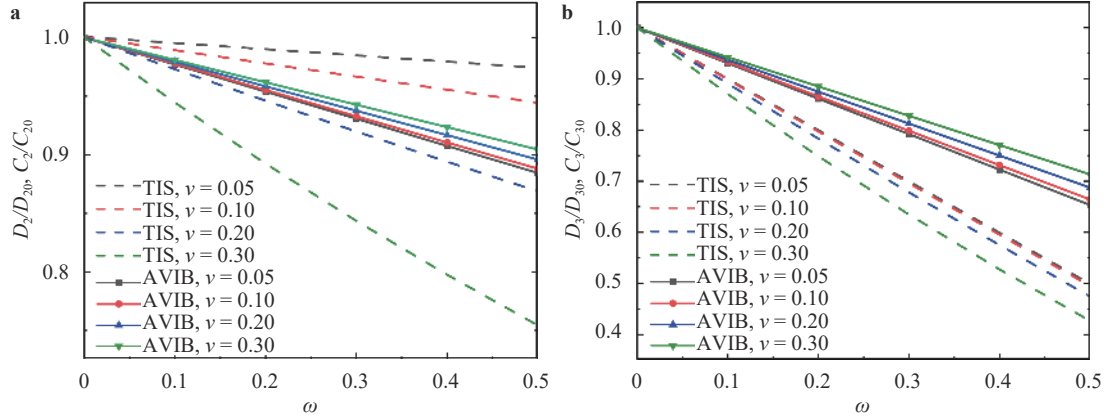 a
D₂/D₂₀, C₂/C₂₀
1.0
0.9
0.8
TIS, v = 0.05
TIS, v = 0.10
TIS, v = 0.20
TIS, v = 0.30
AVIB, v = 0.05
AVIB, v = 0.10
AVIB, v = 0.20
AVIB, v = 0.30
0 0.1 0.2 0.3 0.4 0.5
ω
b
D₃/D₃₀, C₃/C₃₀
1.0
0.9
0.8
0.7
0.6
0.5
0.4
TIS, v = 0.05
TIS, v = 0.10
TIS, v = 0.20
TIS, v = 0.30
AVIB, v = 0.05
AVIB, v = 0.10
AVIB, v = 0.20
AVIB, v = 0.30
0 0.1 0.2 0.3 0.4 0.5
ω